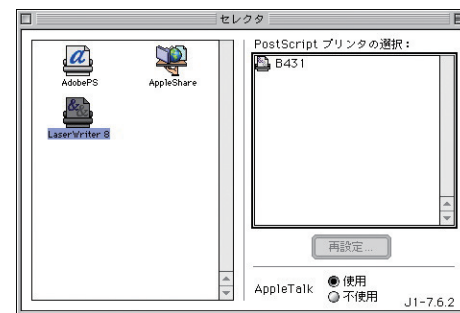 セレクタ
AdobePS
AppleShare
LaserWriter 8
PostScript プリンタの選択：
B431
再設定...
AppleTalk
使用
不使用
J1-7.6.2